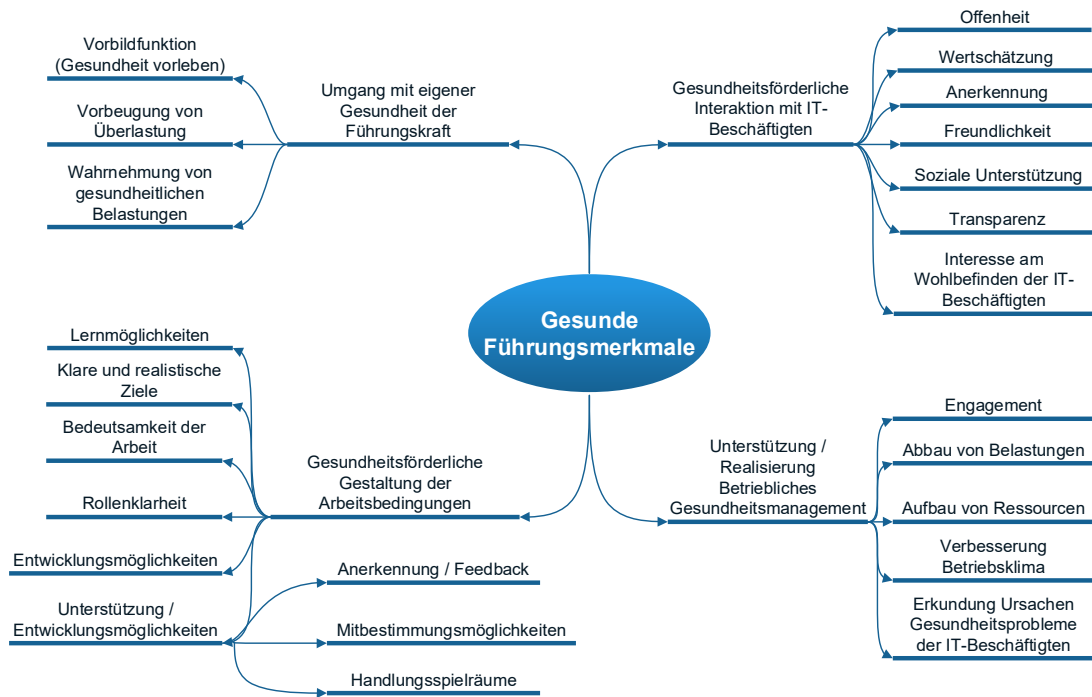 Gesunde
Führungsmerkmale
Umgang mit eigener
Gesundheit der
Führungskraft
Vorbildfunktion
(Gesundheit vorleben)
Vorbeugung von
Überlastung
Wahrnehmung von
gesundheitlichen
Belastungen
Gesundheitsförderliche
Interaktion mit IT-
Beschäftigten
Offenheit
Wertschätzung
Anerkennung
Freundlichkeit
Soziale Unterstützung
Transparenz
Interesse am
Wohlbefinden der IT-
Beschäftigten
Gesundheitsförderliche
Gestaltung der
Arbeitsbedingungen
Lernmöglichkeiten
Klare und realistische
Ziele
Bedeutsamkeit der
Arbeit
Rollenklarheit
Entwicklungsmöglichkeiten
Unterstützung /
Entwicklungsmöglichkeiten
Anerkennung / Feedback
Mitbestimmungsmöglichkeiten
Handlungsspielräume
Unterstützung /
Realisierung
Betriebliches
Gesundheitsmanagement
Engagement
Abbau von Belastungen
Aufbau von Ressourcen
Verbesserung
Betriebsklima
Erkundung Ursachen
Gesundheitsprobleme
der IT-Beschäftigten